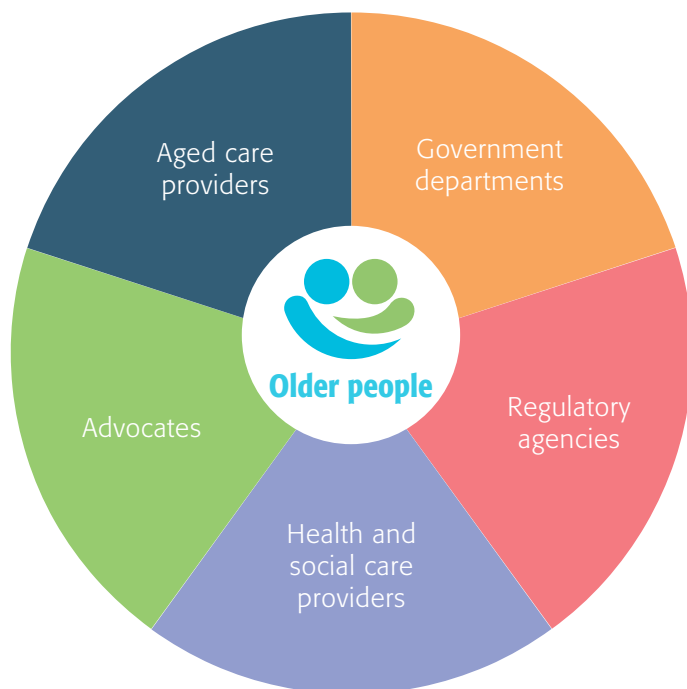 Aged care
providers
Government
departments
Older people
Advocates
Regulatory
agencies
Health and
social care
providers